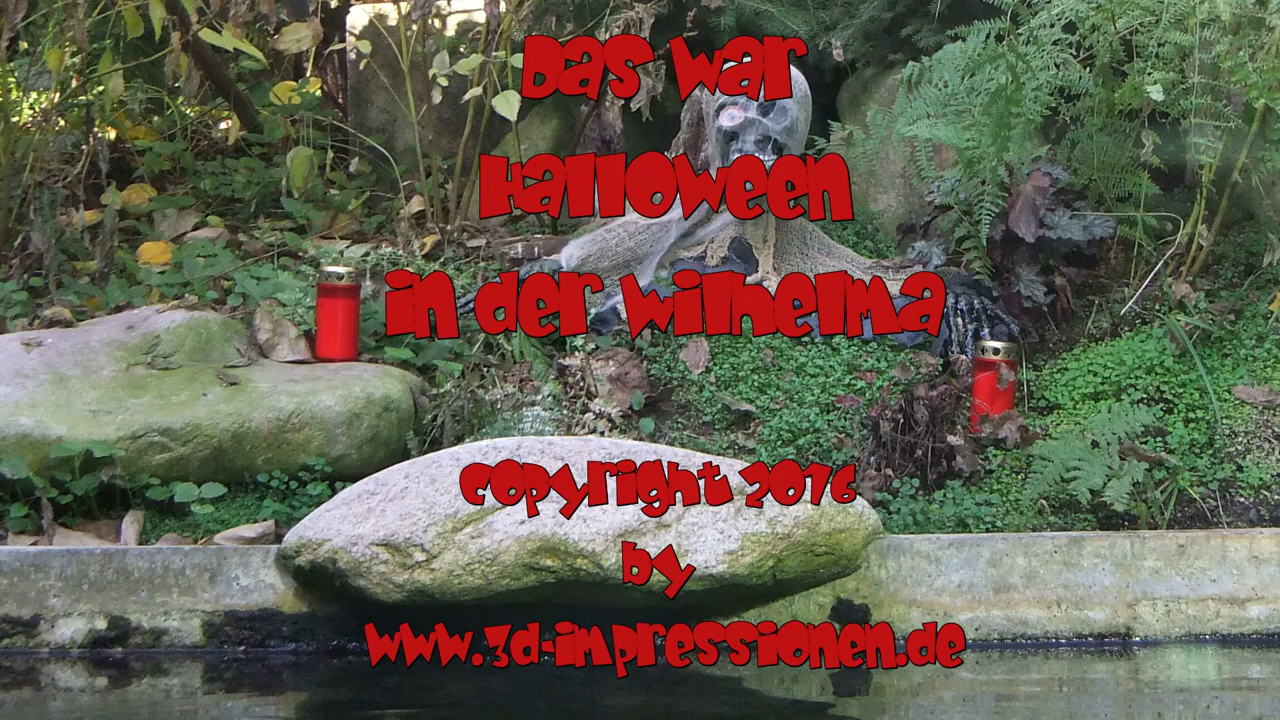 Das war
Halloween
in der Wilhelma
copyright 2016
by
www.3d-impressionen.de